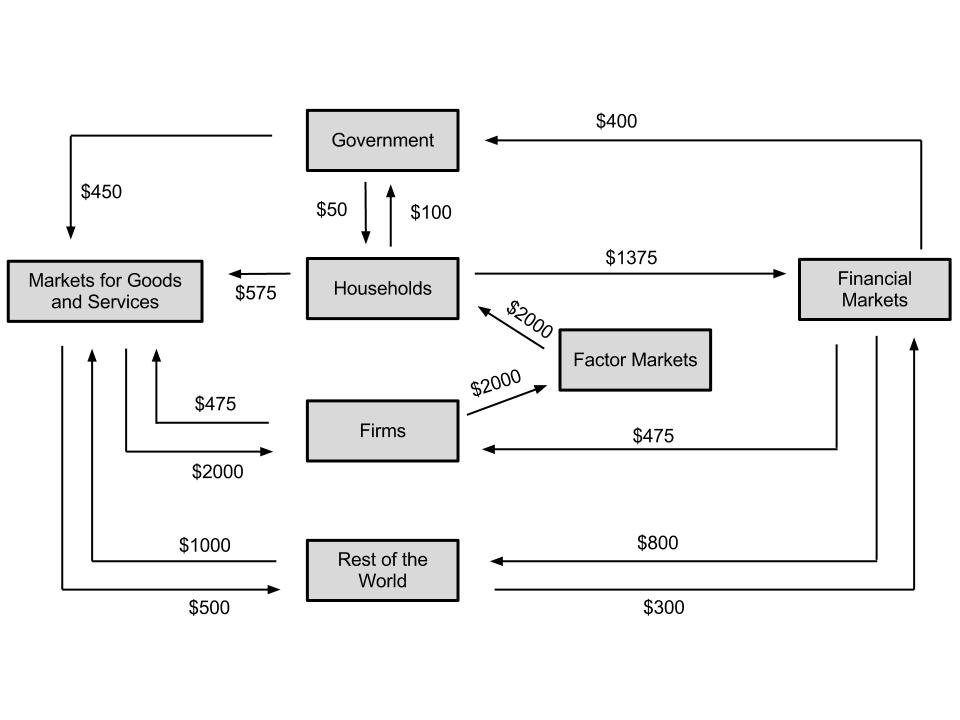 $400
Government
$450
$50
$100
$1375
Markets for Goods
and Services
Households
Financial
Markets
$575
$2000
Factor Markets
$2000
$475
Firms
$475
$2000
$1000
Rest of the
World
$800
$500
$300